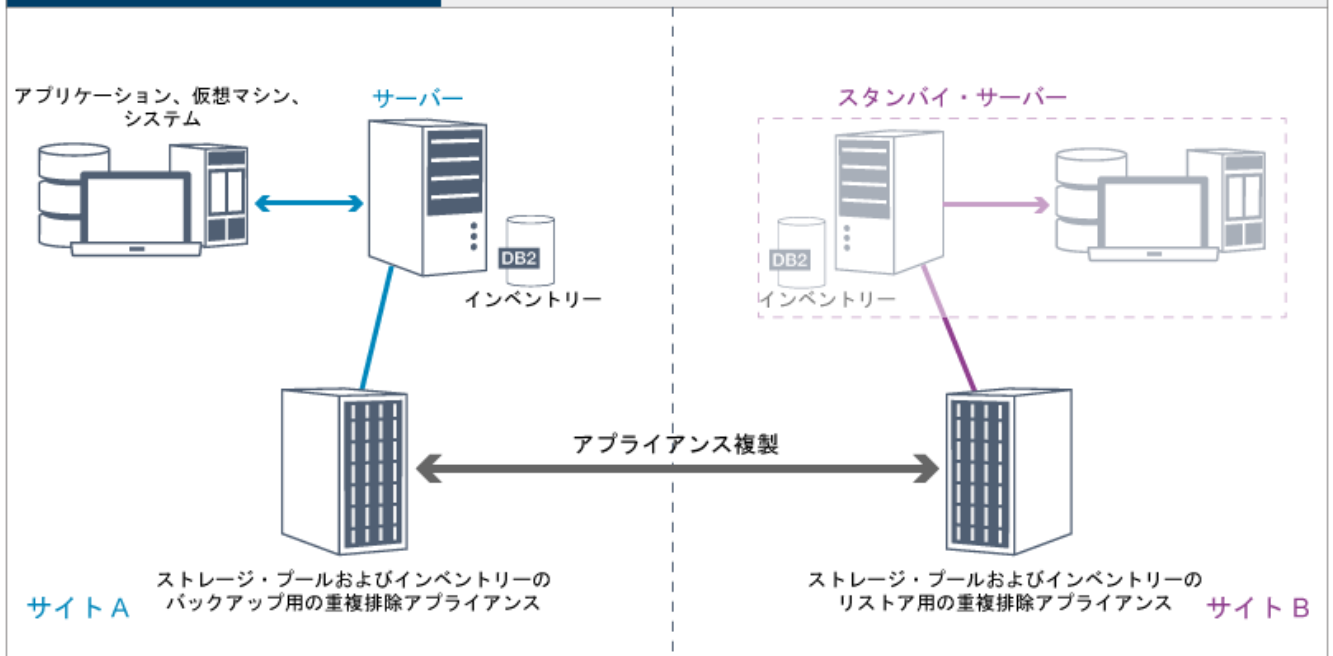 アプリケーション、仮想マシン、
システム
サーバー
DB2
インベントリー
スタンバイ・サーバー
DB2
インベントリー
アプライアンス複製
ストレージ・プールおよびインベントリーの
バックアップ用の重複排除アプライアンス
サイト A
ストレージ・プールおよびインベントリーの
リストア用の重複排除アプライアンス
サイト B